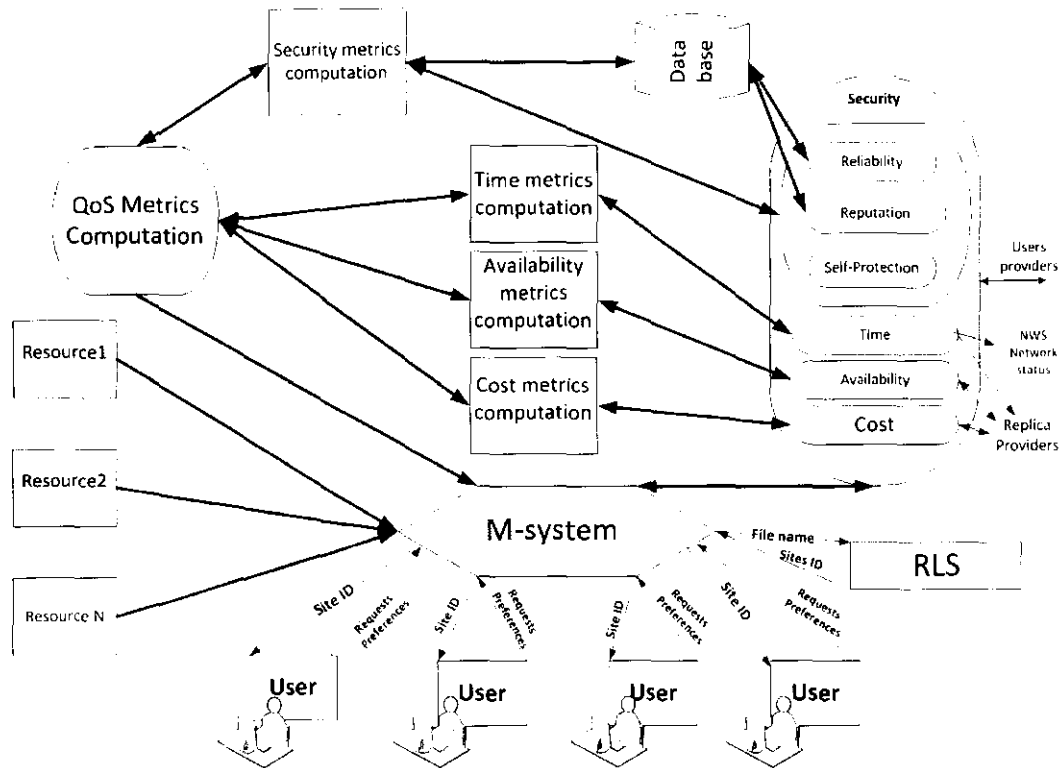 Security metrics
computation
Data
base
Security
Reliability
Reputation
Self-Protection
QoS Metrics
Computation
Time metrics
computation
Availability
metrics
computation
Cost metrics
computation
Users
providers
Time
NWS
Network
status
Availability
Cost
Replica
Providers
Resource1
Resource2
Resource N
M-system
File name
Sites ID
RLS
Site ID
Requests
Preferences
Site ID
Requests
Preferences
Site ID
Requests
Preferences
Site ID
Requests
Preferences
User
User
User
User